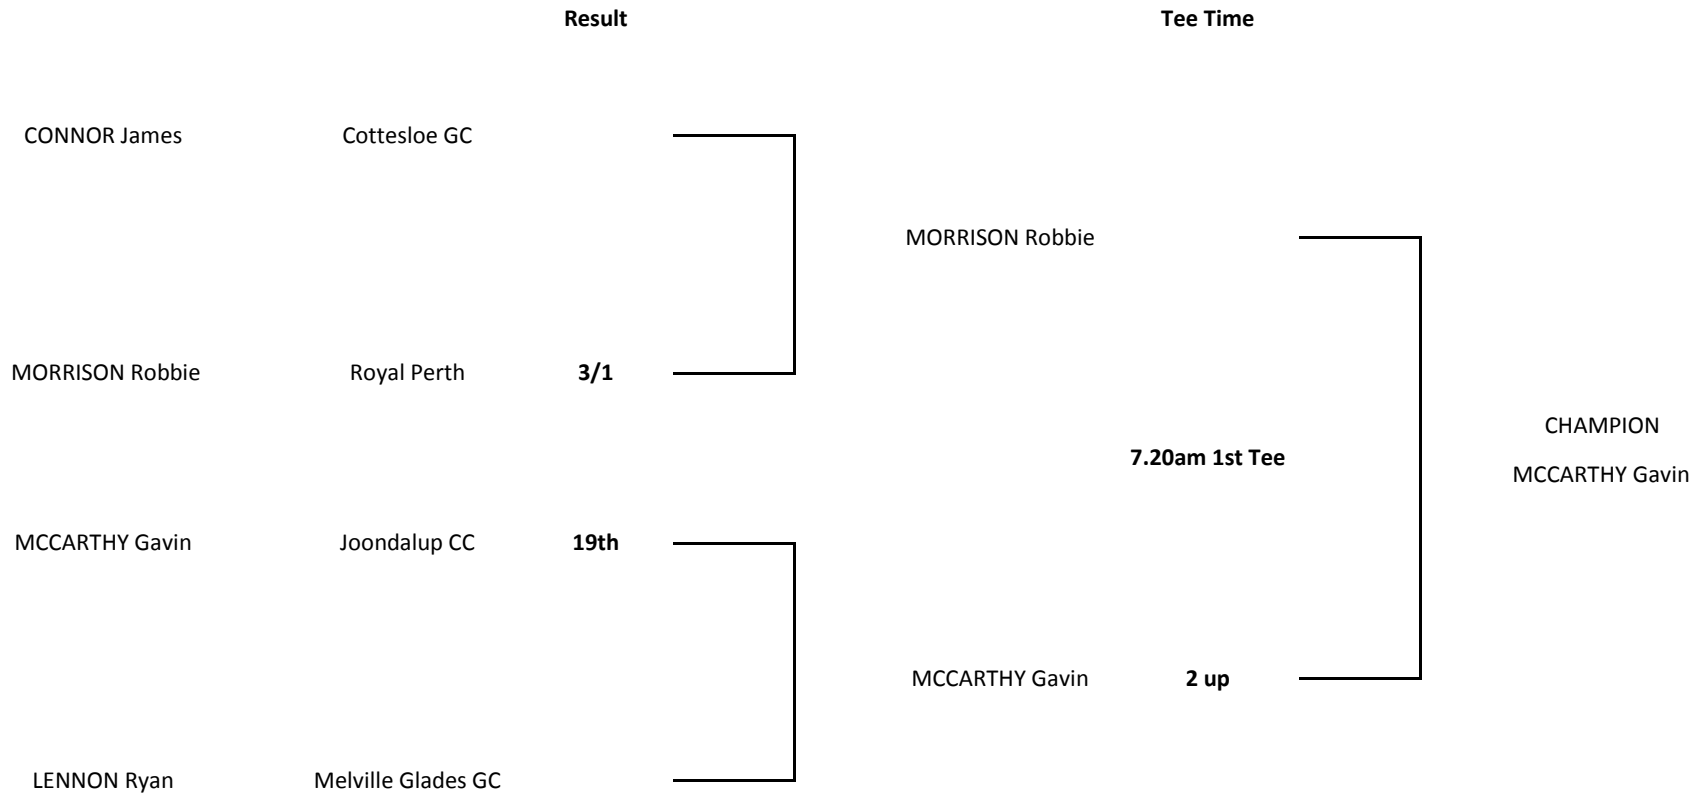 Result Tee Time
CONNOR James Cottesloe GC
MORRISON Robbie
MORRISON Robbie Royal Perth 3/1
CHAMPION
7.20am 1st Tee
MCCARTHY Gavin
MCCARTHY Gavin Joondalup CC 19th
MCCARTHY Gavin 2 up
LENNON Ryan Melville Glades GC